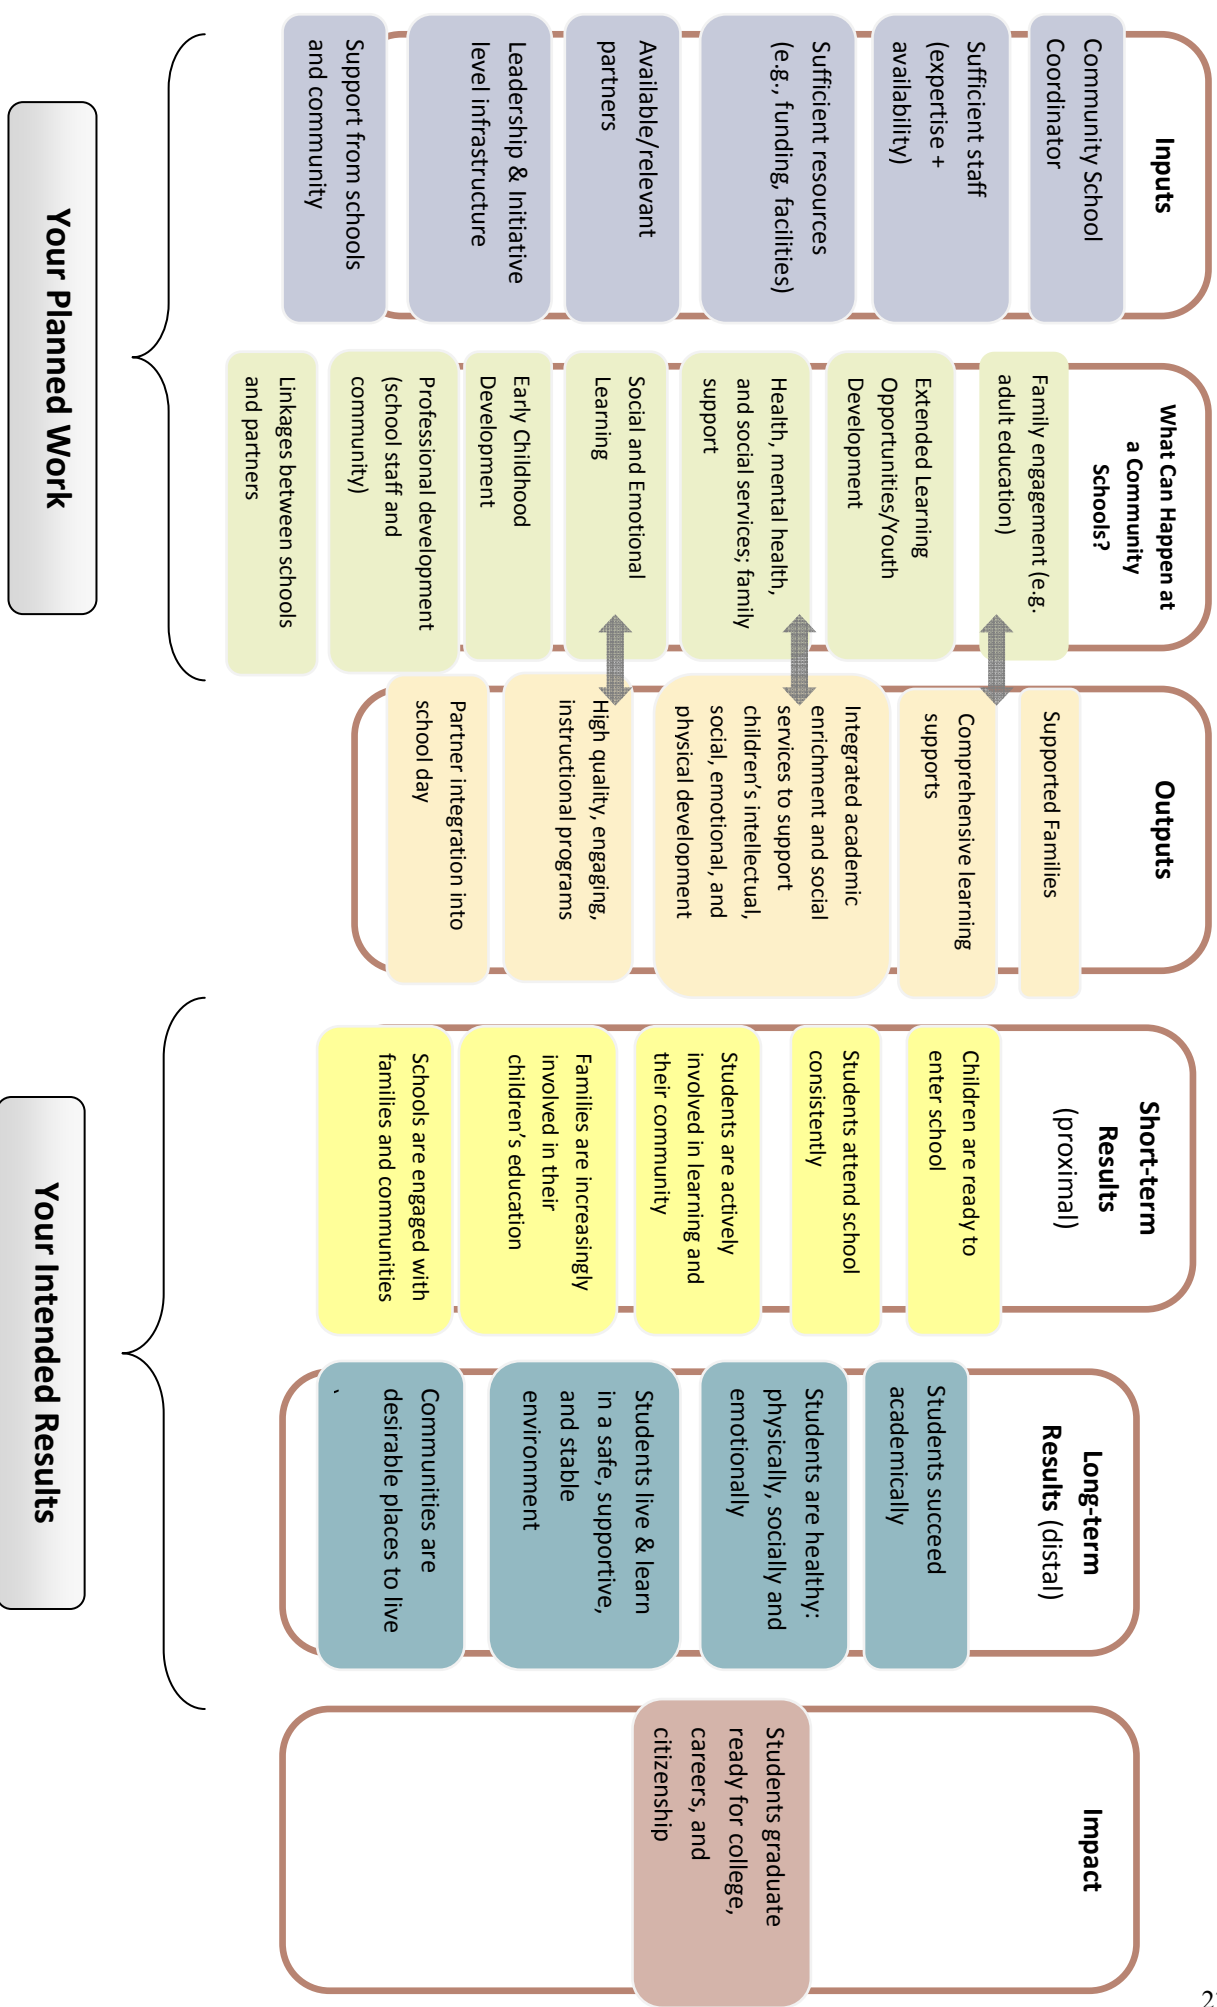 Inputs
Community School
Coordinator
Sufficient staff
(expertise +
availability)
Sufficient resources
(e.g., funding, facilities)
Available/relevant
partners
Leadership & Initiative
level infrastructure
Support from schools
and community
What Can Happen at
a Community
Schools?
Family engagement (e.g.
adult education)
Extended Learning
Opportunities/Youth
Development
Health, mental health,
and social services; family
support
Social and Emotional
Learning
Early Childhood
Development
Professional development
(school staff and
community)
Linkages between schools
and partners
Outputs
Supported Families
Comprehensive learning
supports
Integrated academic
enrichment and social
services to support
children's intellectual,
social, emotional, and
physical development
High quality, engaging,
instructional programs
Partner integration into
school day
Short-term
Results
(proximal)
Children are ready to
enter school
Students attend school
consistently
Students are actively
involved in learning and
their community
Families are increasingly
involved in their
children's education
Schools are engaged with
families and communities
Long-term
Results (distal)
Students succeed
academically
Students are healthy:
physically, socially and
emotionally
Students live & learn
in a safe, supportive,
and stable
environment
Communities are
desirable places to live
Impact
Students graduate
ready for college,
careers, and
citizenship
Your Planned Work
Your Intended Results